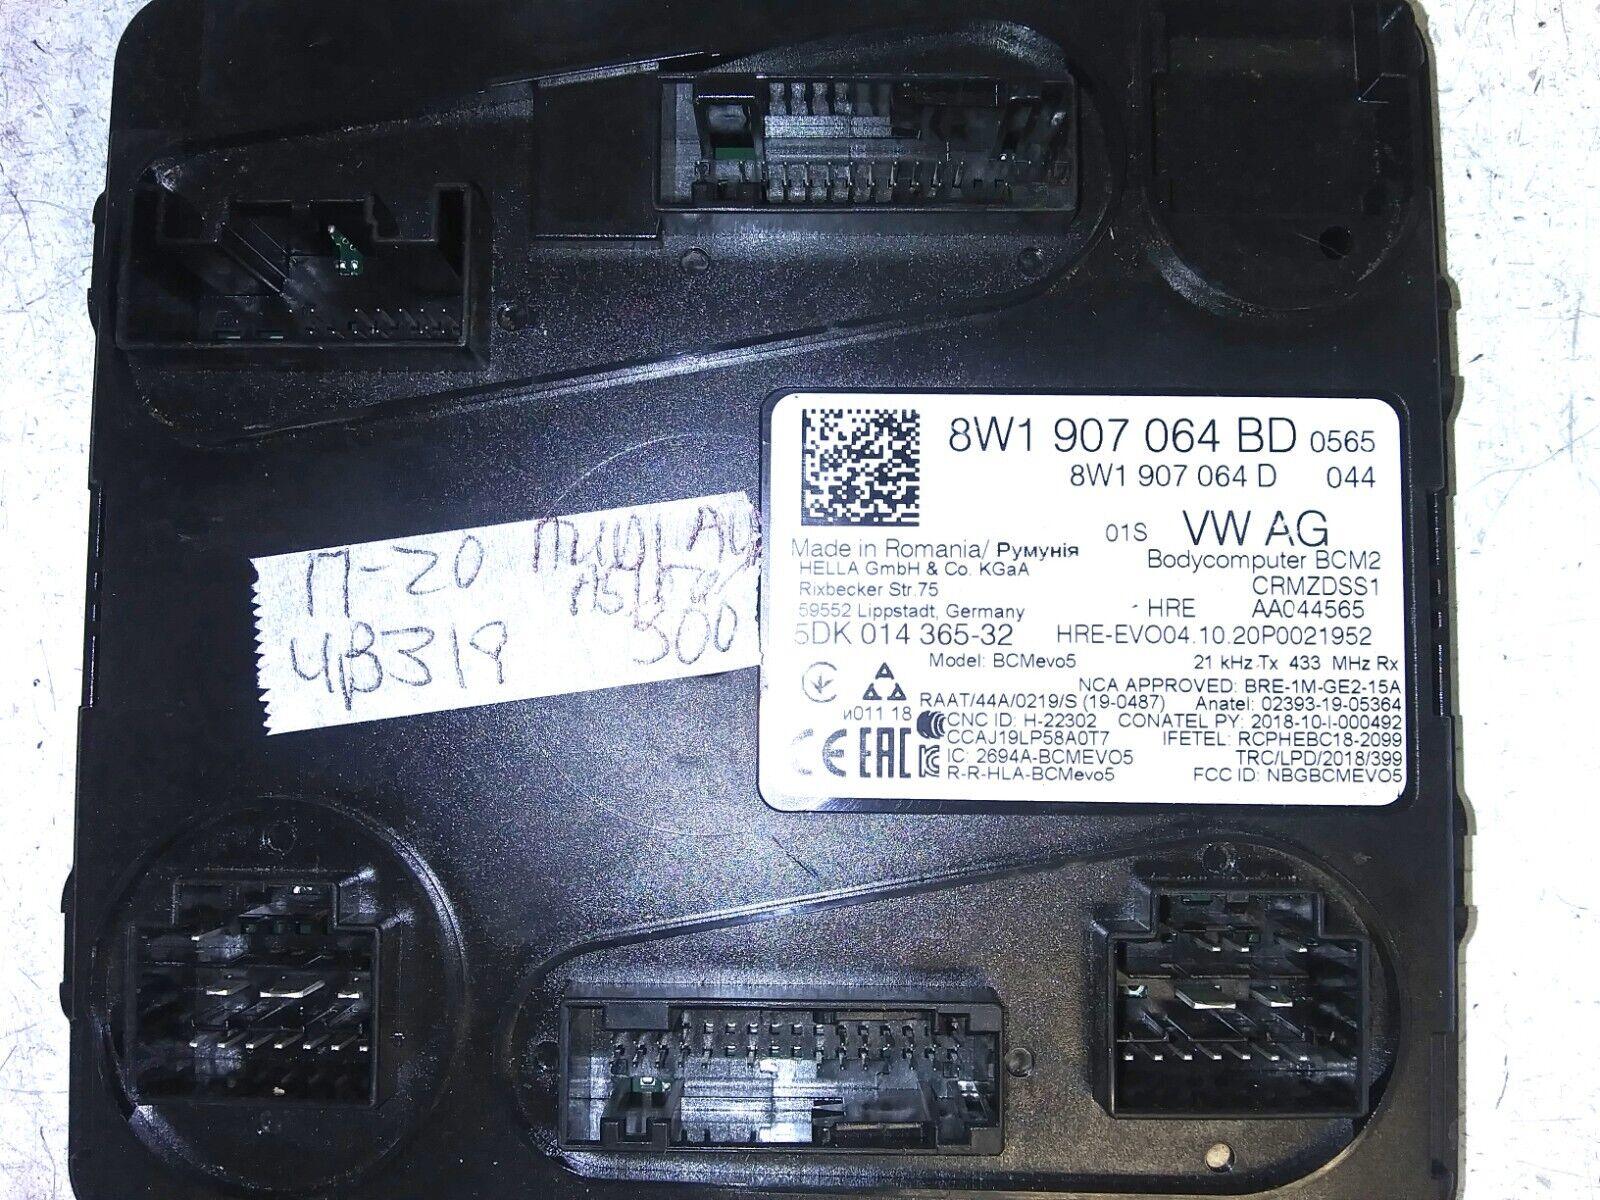 8W1 907 064 BD 0565
8W1 907 064 D 044
01S VW AG
Made in Romania/ Румунія
Bodycomputer BCM2
HELLA GmbH & Co. KGaA
CRMZDSS1
Rixbecker Str.75
HRE AA044565
59552 Lippstadt, Germany
5DK 014 365-32 HRE-EVO04.10.20P0021952
Model: BCMevo5 21 kHz Tx 433 MHz Rx
NCA APPROVED: BRE-1M-GE2-15A
RAAT/44A/0219/S (19-0487) Anatel: 02393-19-05364
и011 18 CNC ID: H-22302 CONATEL PY: 2018-10-I-000492
CCAJ19LP58A0T7 IFETEL: RCPHEBC18-2099
CE EAC IC: 2694A-BCMEVO5 TRC/LPD/2018/399
R-R-HLA-BCMevo5 FCC ID: NBGBCMEVO5
17-20
4B319 500